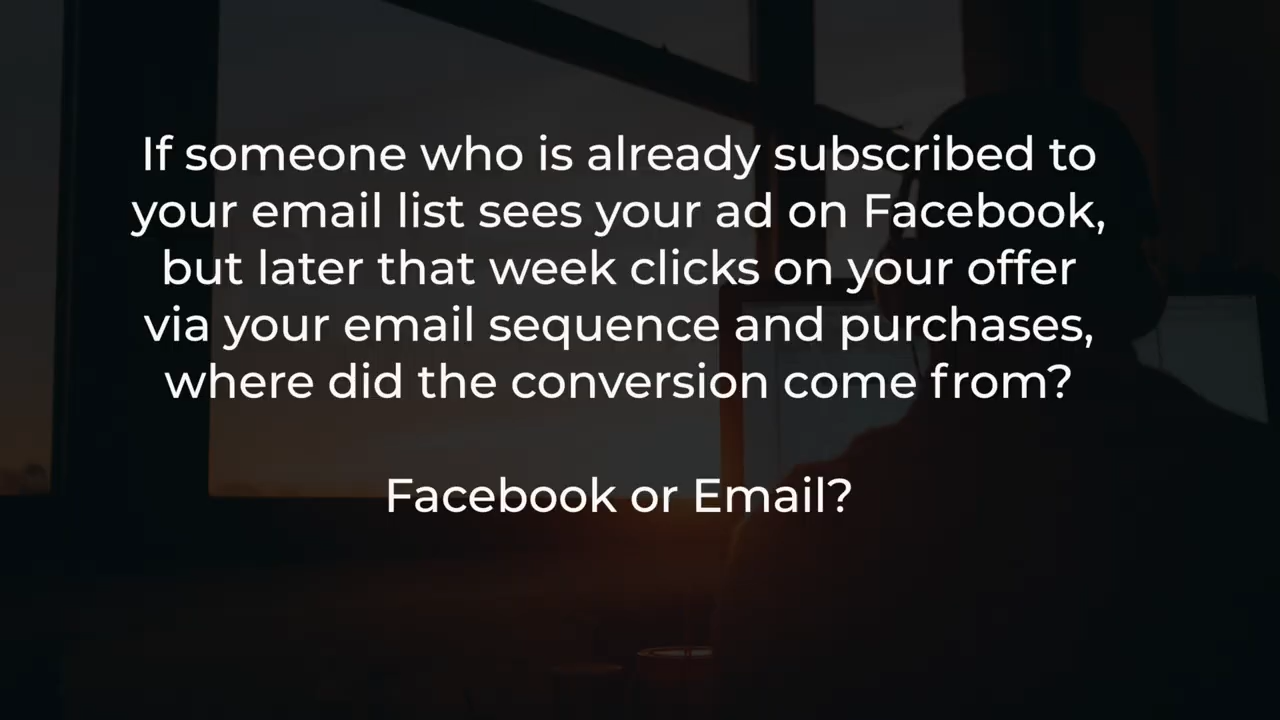 If someone who is already subscribed to
your email list sees your ad on Facebook,
but later that week clicks on your offer
via your email sequence and purchases,
where did the conversion come from?
Facebook or Email?